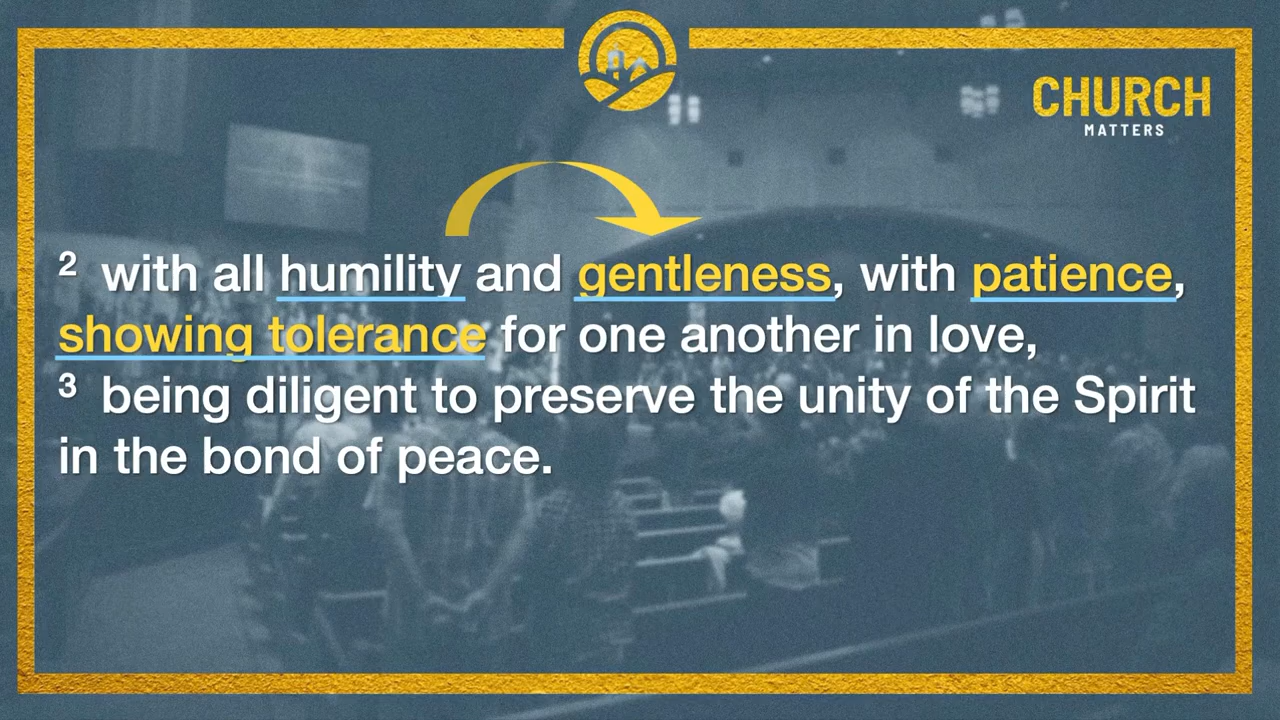 CHURCH
MATTERS
2 with all humility and gentleness, with patience,
showing tolerance for one another in love,
3 being diligent to preserve the unity of the Spirit
in the bond of peace.